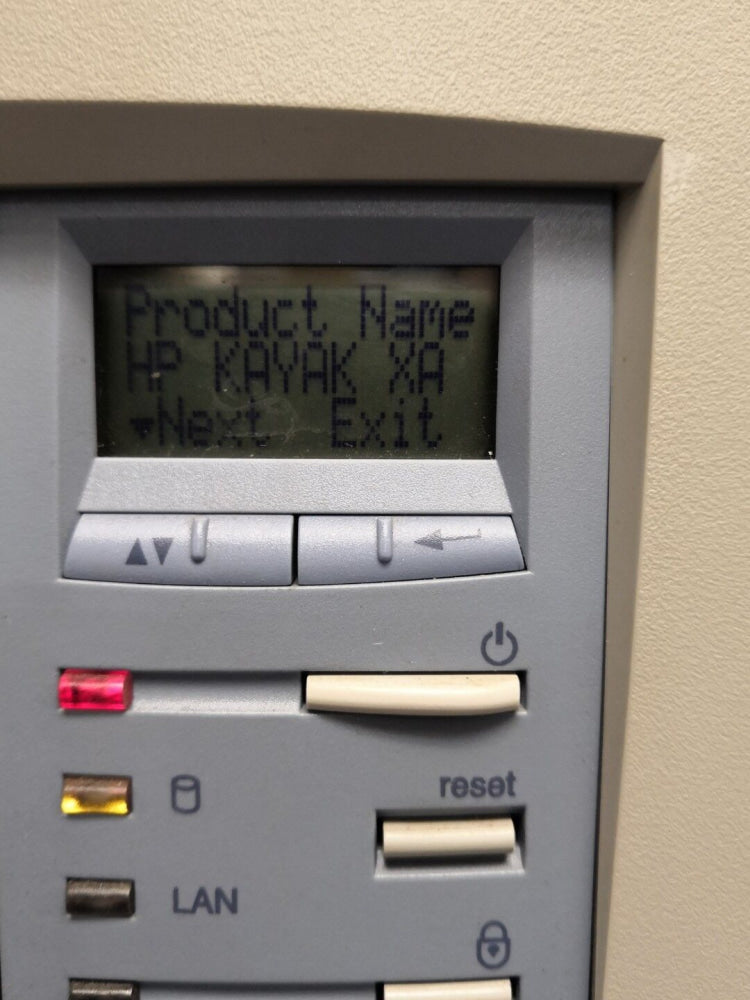 Product Name
HP KAYAK XA
▼Next Exit
reset
LAN